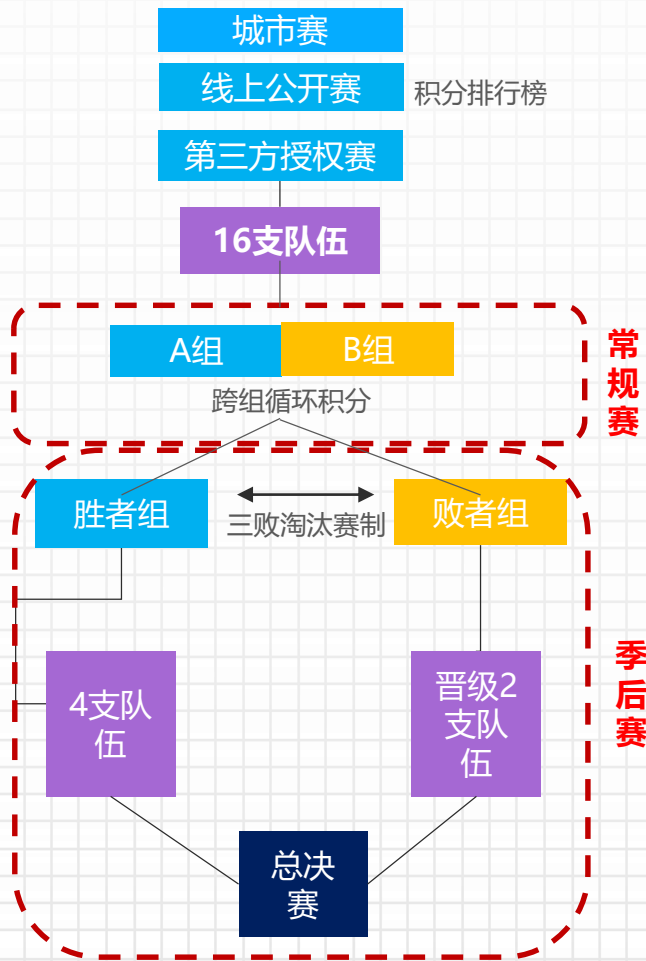 城市赛
线上公开赛
积分排行榜
第三方授权赛
16支队伍
A组
B组
跨组循环积分
常
规
赛
胜者组
三败淘汰赛制
败者组
4支队
伍
晋级2
支队
伍
季
后
赛
总决
赛